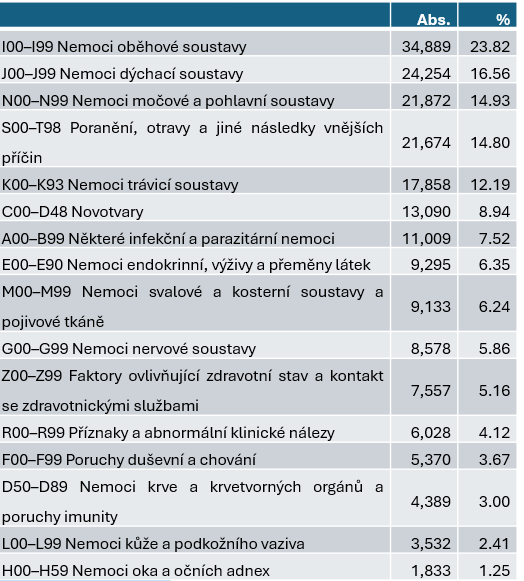 Abs. %
I00–I99 Nemoci oběhové soustavy 34,889 23.82
J00–J99 Nemoci dýchací soustavy 24,254 16.56
N00–N99 Nemoci močové a pohlavní soustavy 21,872 14.93
S00–T98 Poranění, otravy a jiné následky vnějších
příčin 21,674 14.80
K00–K93 Nemoci trávicí soustavy 17,858 12.19
C00–D48 Novotvary 13,090 8.94
A00–B99 Některé infekční a parazitární nemoci 11,009 7.52
E00–E90 Nemoci endokrinní, výživy a přeměny látek 9,295 6.35
M00–M99 Nemoci svalové a kosterní soustavy a
pojivové tkáně 9,133 6.24
G00–G99 Nemoci nervové soustavy 8,578 5.86
Z00–Z99 Faktory ovlivňující zdravotní stav a kontakt
se zdravotnickými službami 7,557 5.16
R00–R99 Příznaky a abnormální klinické nálezy 6,028 4.12
F00–F99 Poruchy duševní a chování 5,370 3.67
D50–D89 Nemoci krve a krvetvorných orgánů a
poruchy imunity 4,389 3.00
L00–L99 Nemoci kůže a podkožního vaziva 3,532 2.41
H00–H59 Nemoci oka a očních adnex 1,833 1.25